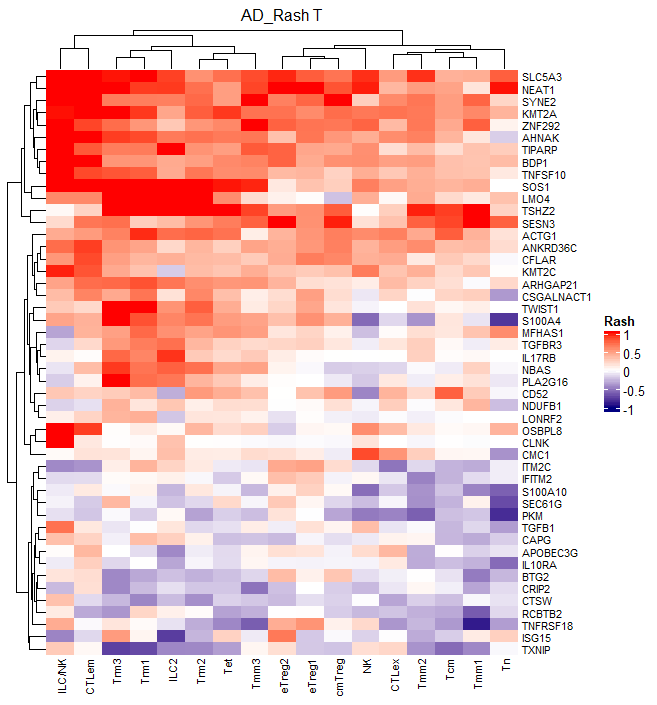 AD_Rash T
SLC5A3
NEAT1
SYNE2
KMT2A
ZNF292
AHNAK
TIPARP
BDP1
TNFSF10
SOS1
LMO4
TSHZ2
SESN3
ACTG1
ANKRD36C
CFLAR
KMT2C
ARHGAP21
CSGALNACT1
TWIST1
S100A4
MFHAS1
TGFBR3
IL17RB
NBAS
PLA2G16
CD52
NDUFB1
LONRF2
OSBPL8
CLNK
CMC1
ITM2C
IFITM2
S100A10
SEC61G
PKM
TGFB1
CAPG
APOBEC3G
IL10RA
BTG2
CRIP2
CTSW
RCBTB2
TNFRSF18
ISG15
TXNIP
Rash
1
0.5
0
-0.5
-1
ILC/NK
CTLem
Trm3
Trm1
ILC2
Trm2
Tet
Tmm3
eTreg2
eTreg1
cmTreg
NK
CTLex
Tmm2
Tcm
Tmm1
Tn